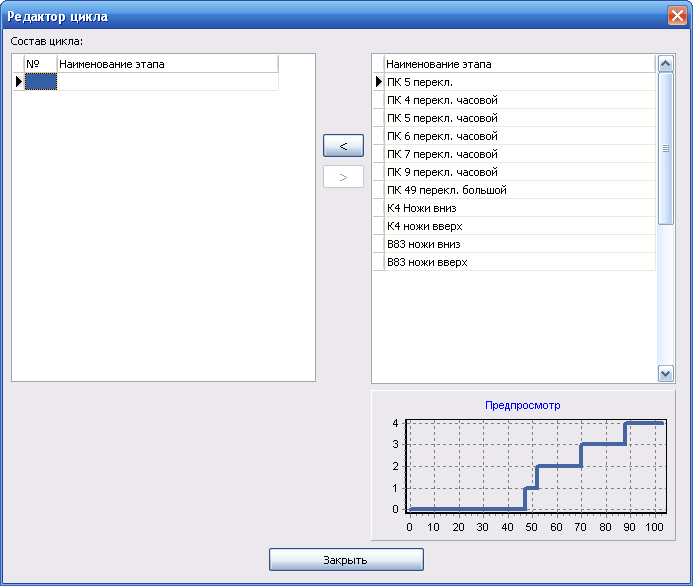 Редактор цикла
Состав цикла:
№ Наименование этапа
Наименование этапа
ПК 5 перекл.
ПК 4 перекл. часовой
ПК 5 перекл. часовой
ПК 6 перекл. часовой
ПК 7 перекл. часовой
ПК 9 перекл. часовой
ПК 49 перекл. большой
К4 Ножи вниз
К4 ножи вверх
В83 ножи вниз
В83 ножи вверх
<
>
Предпросмотр
4
3
2
1
0
0 10 20 30 40 50 60 70 80 90 100
Закрыть